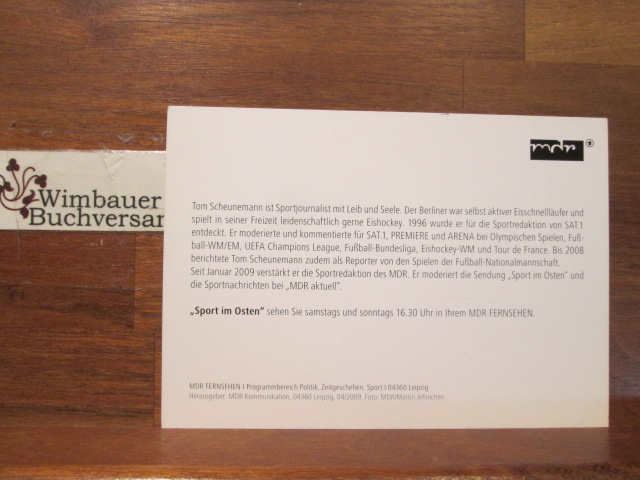 mdr
Wimbauer
Buchversan
Tom Scheunemann ist Sportjournalist mit Leib und Seele. Der Berliner war selbst aktiver Eisschnellläufer und
spielt in seiner Freizeit leidenschaftlich gerne Eishockey. 1996 wurde er für die Sportredaktion von SAT.1
entdeckt. Er moderierte und kommentierte für SAT.1, PREMIERE und ARENA bei Olympischen Spielen, Fuß-
ball-WM/EM, UEFA Champions League, Fußball-Bundesliga, Eishockey-WM und Tour de France. Bis 2008
berichtete Tom Scheunemann zudem als Reporter von den Spielen der Fußball-Nationalmannschaft.
Seit Januar 2009 verstärkt er die Sportredaktion des MDR. Er moderiert die Sendung „Sport im Osten“ und
die Sportnachrichten bei „MDR aktuell“.
„Sport im Osten“ sehen Sie samstags und sonntags 16.30 Uhr in Ihrem MDR FERNSEHEN.
MDR FERNSEHEN I Programmbereich Politik, Zeitgeschehen, Sport I 04360 Leipzig
Herausgeber: MDR Kommunikation, 04360 Leipzig, 04/2009, Foto: MDR/Martin Jehnichen